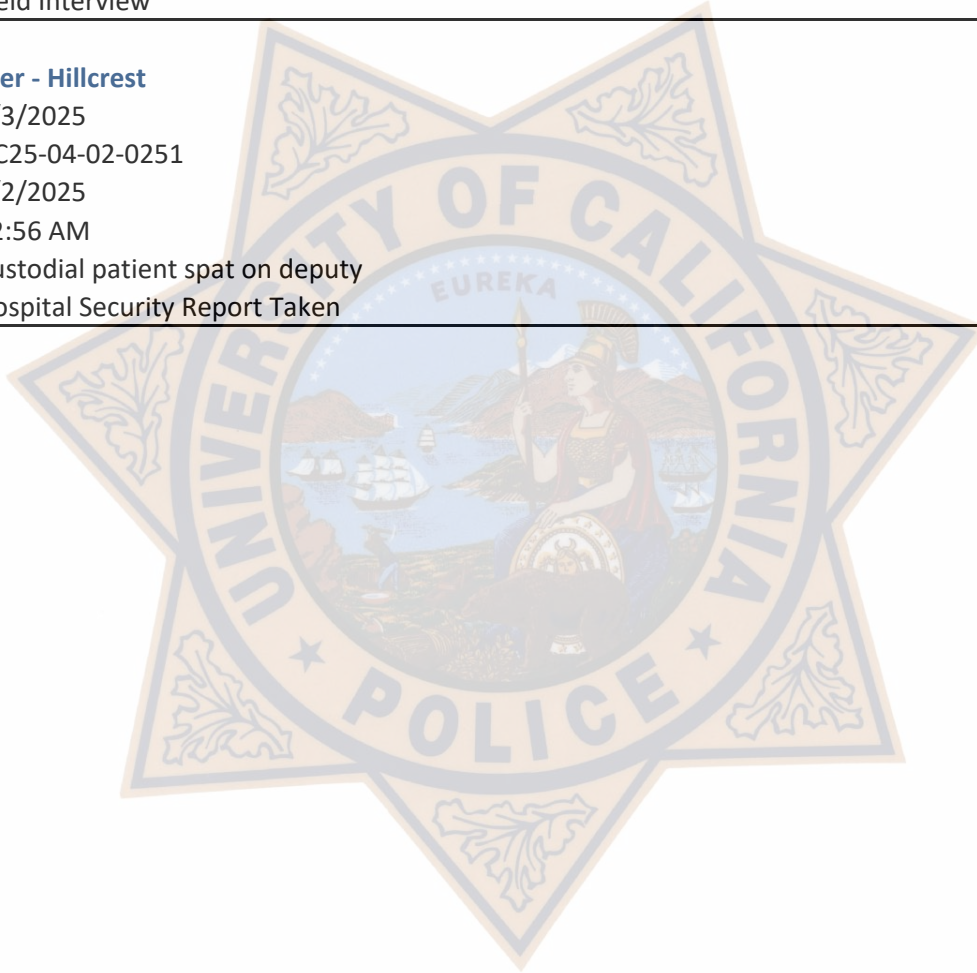 eld Interview
er - Hillcrest
/3/2025
C25-04-02-0251
/2/2025
2:56 AM
ustodial patient spat on deputy
ospital Security Report Taken
UNIVERSITY OF CALIFORNIA
EUREKA
POLICE